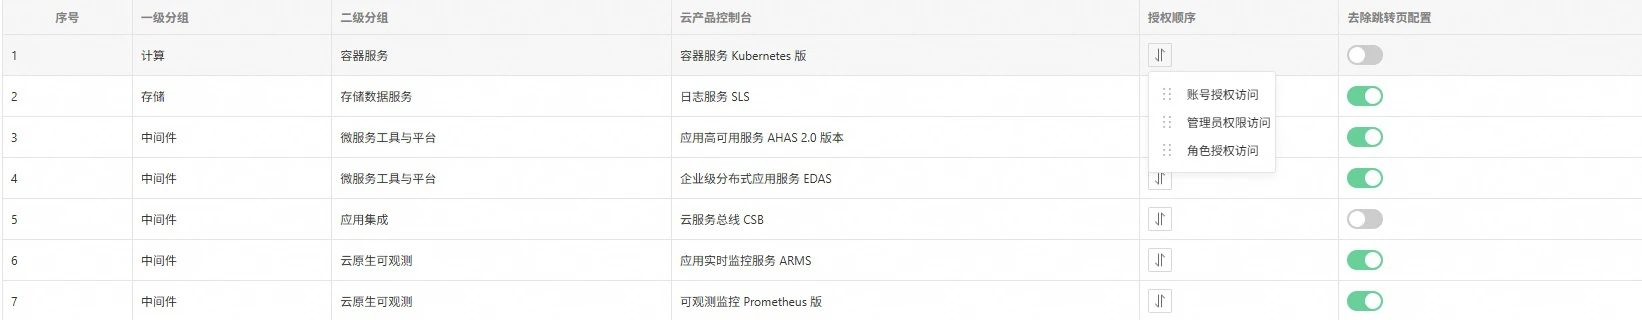 序号 一级分组 二级分组 云产品控制台 授权顺序 去除跳转页配置
1 计算 容器服务 容器服务 Kubernetes 版
2 存储 存储数据服务 日志服务 SLS 账号授权访问
管理员权限访问
3 中间件 微服务工具与平台 应用高可用服务 AHAS 2.0 版本
角色授权访问
4 中间件 微服务工具与平台 企业级分布式应用服务 EDAS
5 中间件 应用集成 云服务总线 CSB
6 中间件 云原生可观测 应用实时监控服务 ARMS
7 中间件 云原生可观测 可观测监控 Prometheus 版